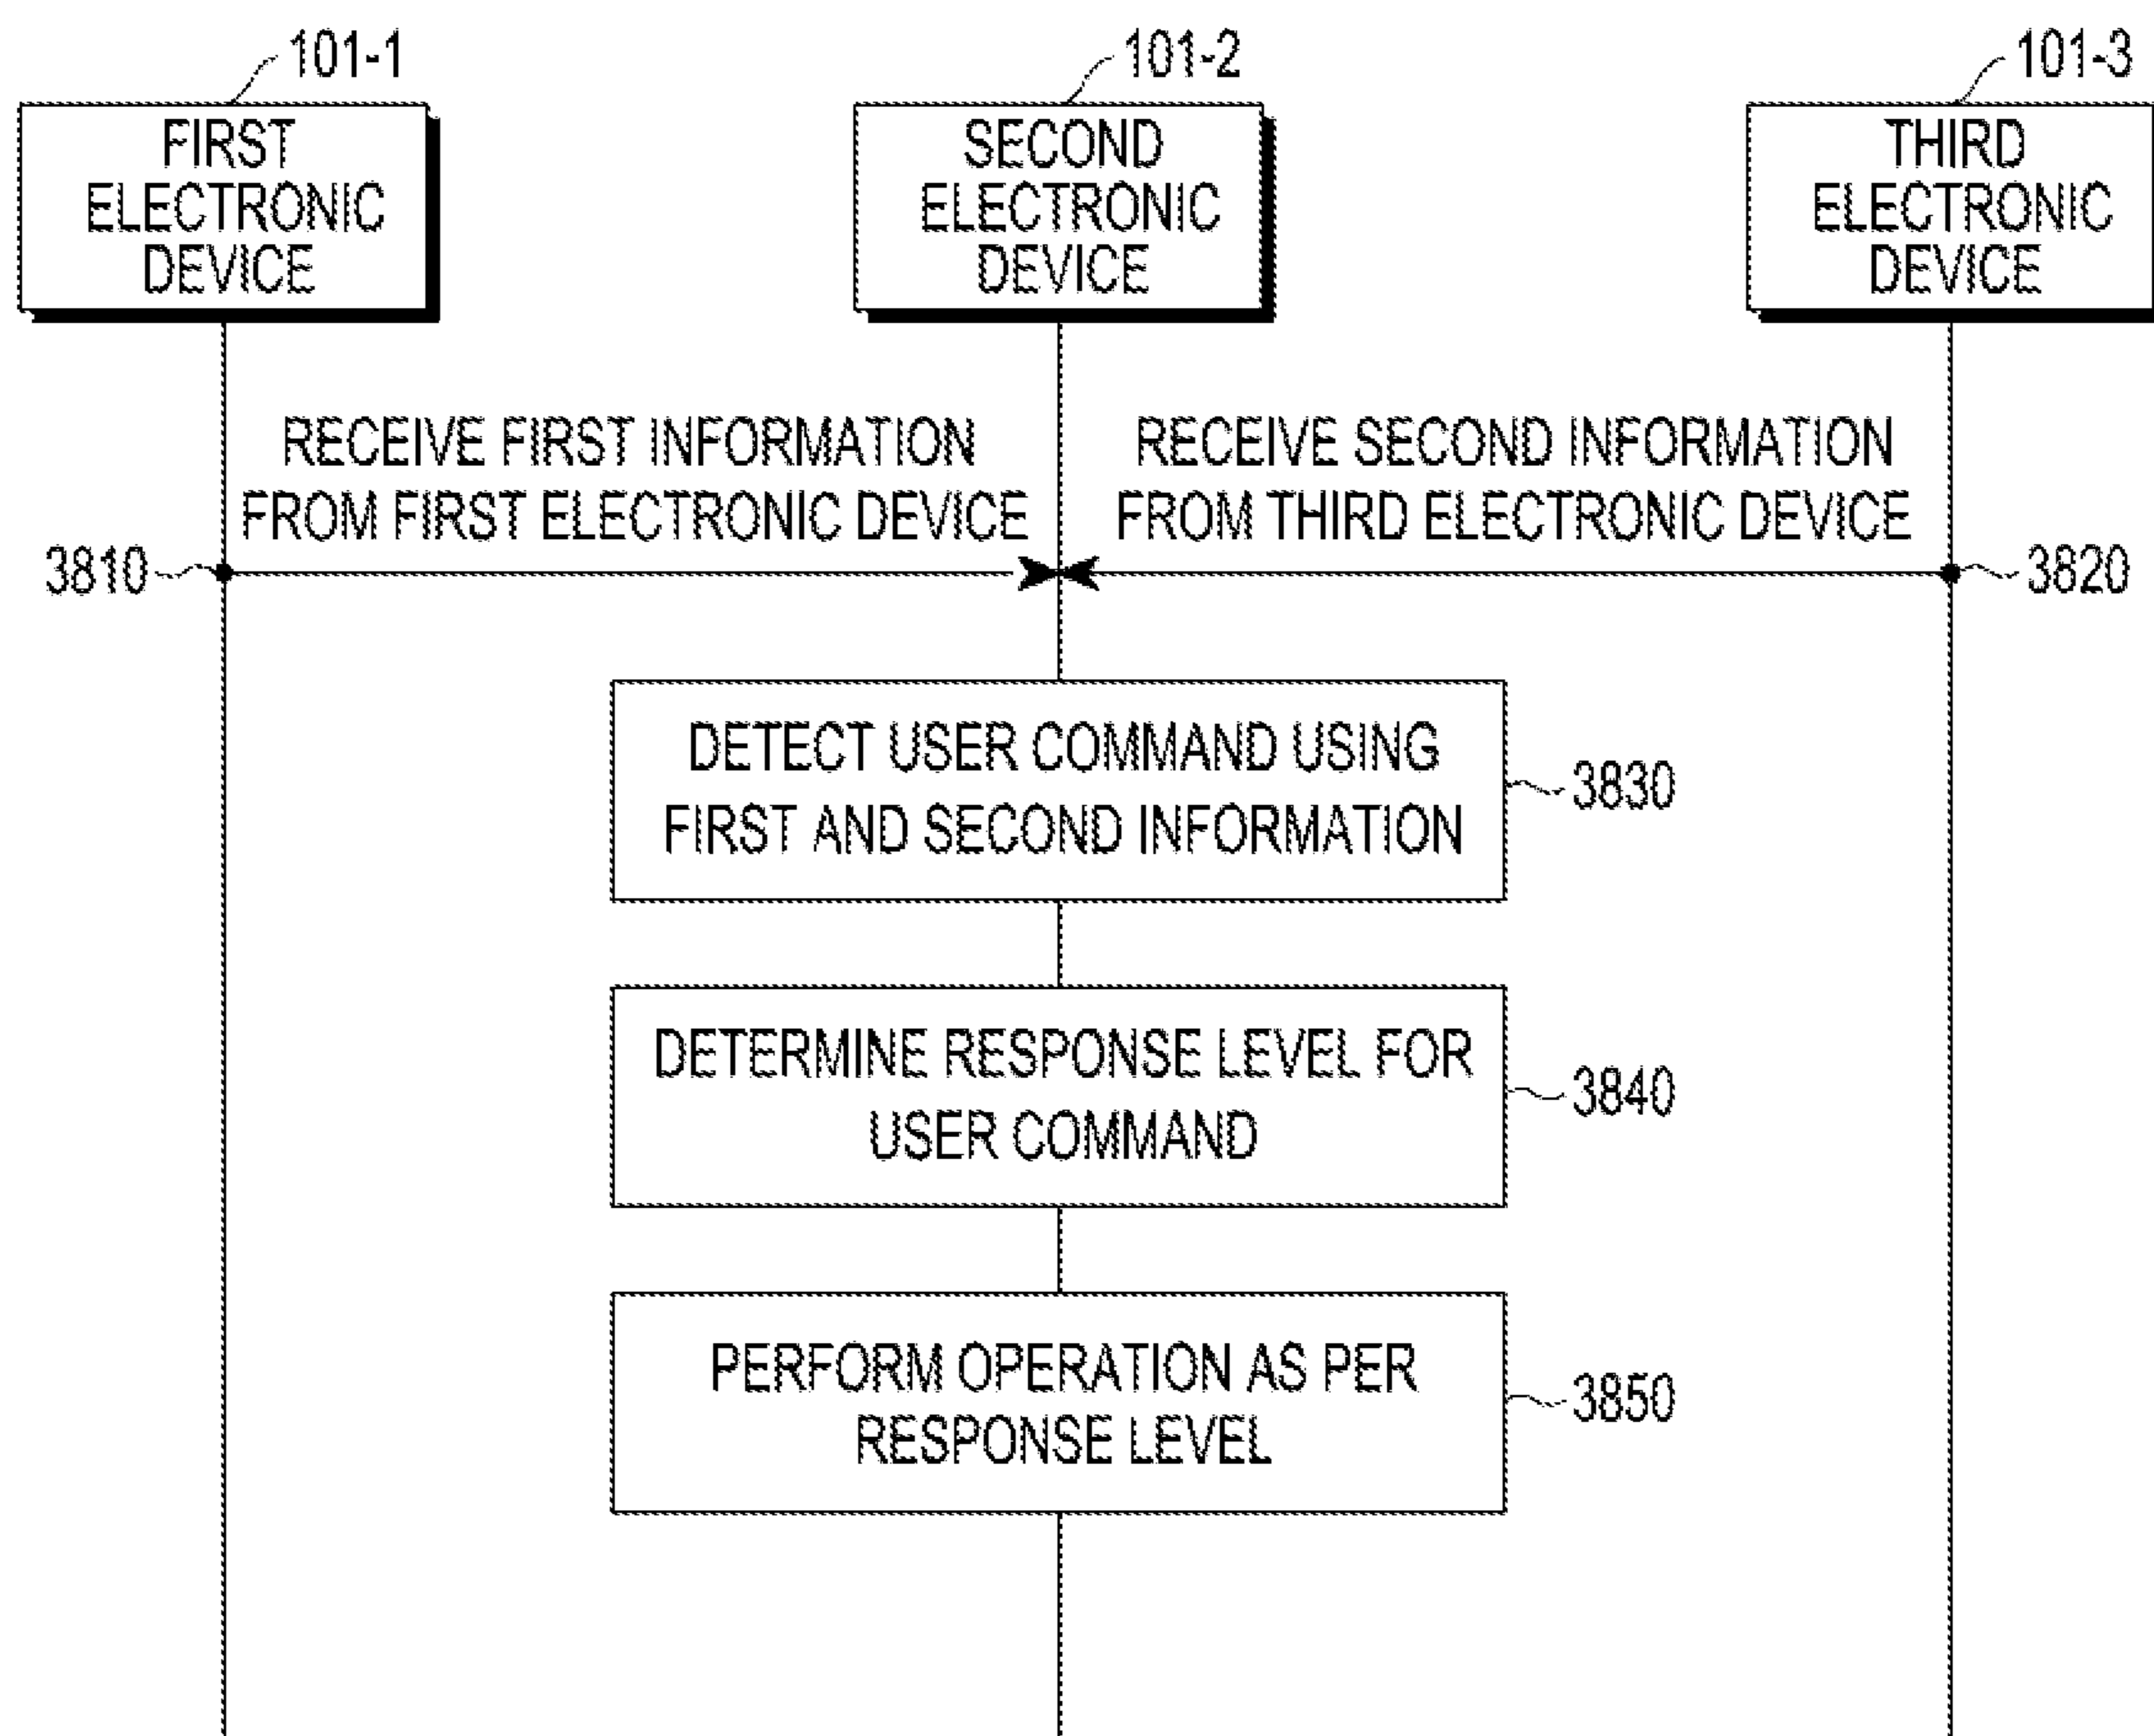 101-1
101-2
101-3
FIRST
ELECTRONIC
DEVICE
SECOND
ELECTRONIC
DEVICE
THIRD
ELECTRONIC
DEVICE
RECEIVE FIRST INFORMATION
FROM FIRST ELECTRONIC DEVICE
RECEIVE SECOND INFORMATION
FROM THIRD ELECTRONIC DEVICE
3810
3820
DETECT USER COMMAND USING
FIRST AND SECOND INFORMATION
3830
DETERMINE RESPONSE LEVEL FOR
USER COMMAND
3840
PERFORM OPERATION AS PER
RESPONSE LEVEL
3850